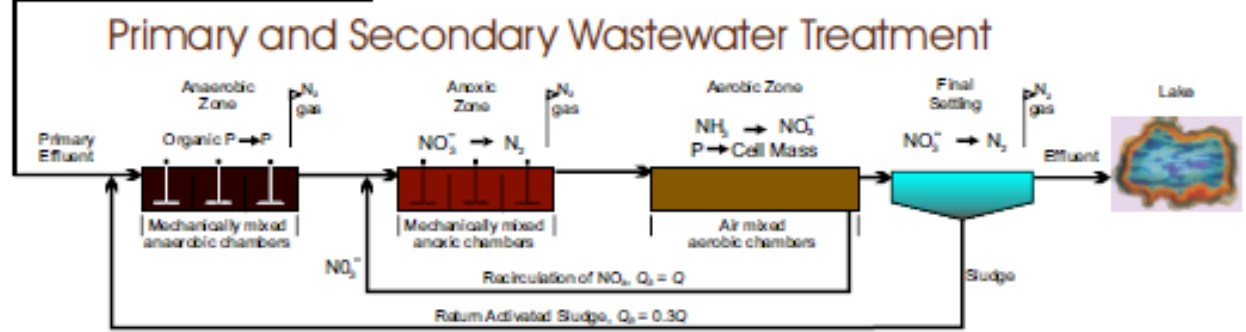 Primary and Secondary Wastewater Treatment
Anaerobic
Zone
N₂
gas
Anoxic
Zone
N₂
gas
Aerobic Zone
Final
Settling
N₂
gas
Lake
Primary
Effluent
Organic P → P
NO₃⁻ → N₂
NH₃ → NO₃⁻
P → Cell Mass
NO₃⁻ → N₂
Effluent
Mechanically mixed
anaerobic chambers
Mechanically mixed
anoxic chambers
Air mixed
aerobic chambers
NO₃⁻
Recirculation of NO₃, Q = Q
Sludge
Return Activated Sludge, Q = 0.3Q